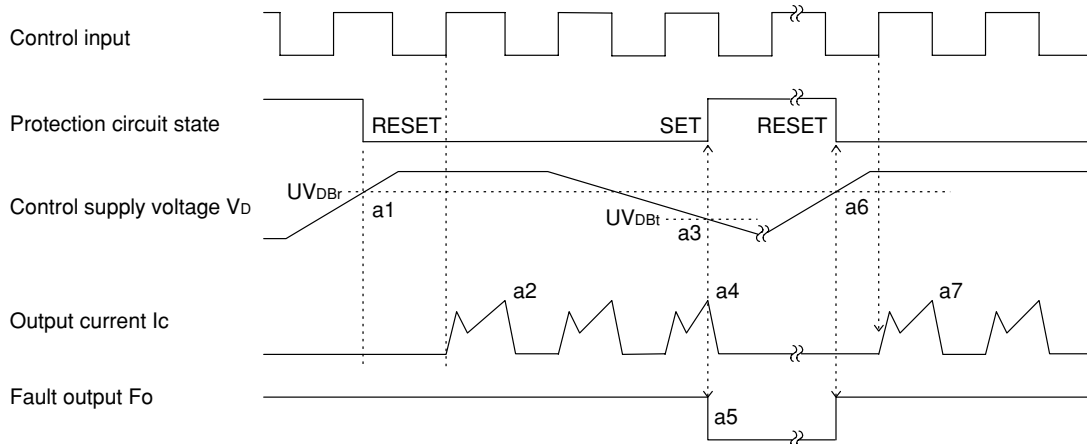 Control input
Protection circuit state
RESET
SET
RESET
UVDBr
Control supply voltage VD
a1
UVDBt
a3
a6
a2
a4
a7
Output current Ic
Fault output Fo
a5